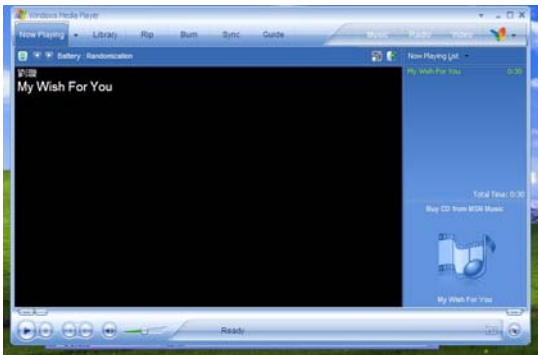 Windows Media Player
Now Playing Library Rip Burn Sync Guide Music Radio Video
Battery : Randomization
Now Playing List
My Wish For You
My Wish For You 0:30
Total Time: 0:30
Buy CD from MSN Music
My Wish For You
Ready